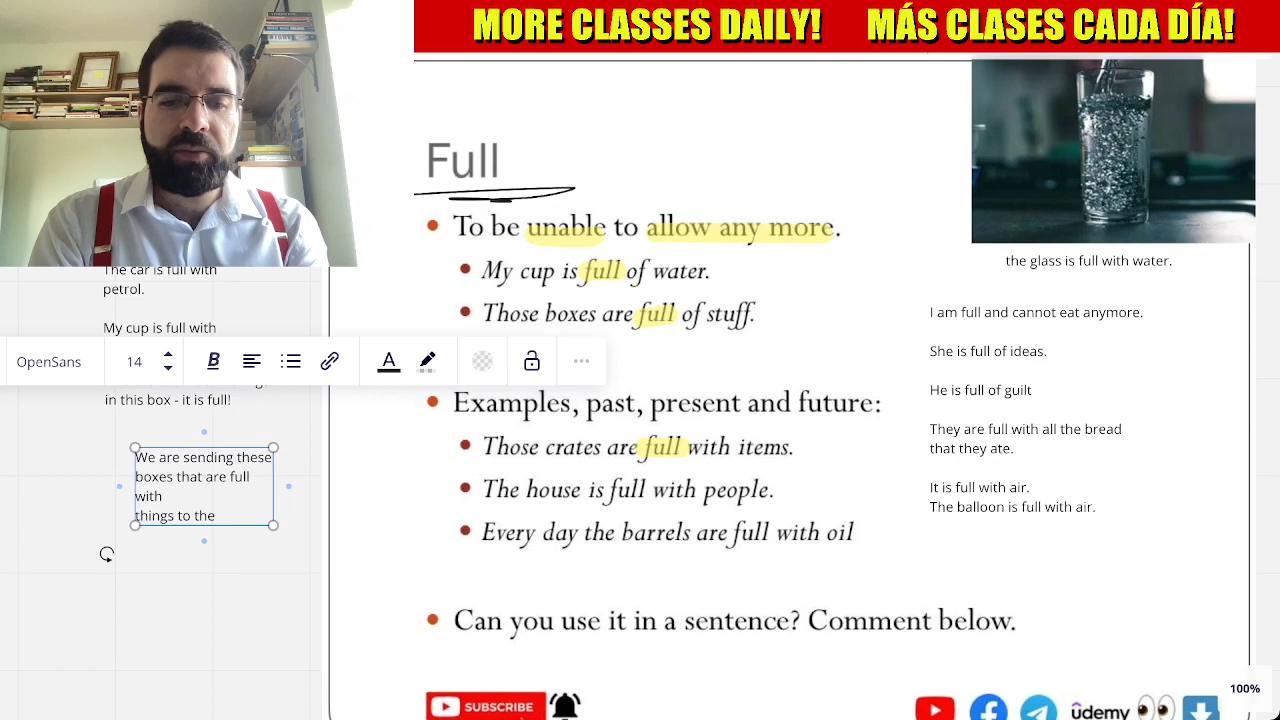 MORE CLASSES DAILY! MÁS CLASES CADA DÍA!
Full
To be unable to allow any more.
My cup is full of water.
Those boxes are full of stuff.
Examples, past, present and future:
Those crates are full with items.
The house is full with people.
Every day the barrels are full with oil
Can you use it in a sentence? Comment below.
SUBSCRIBE
ûdemy
the glass is full with water.
I am full and cannot eat anymore.
She is full of ideas.
He is full of guilt
They are full with all the bread
that they ate.
It is full with air.
The balloon is full with air.
The car is full with
petrol.
My cup is full with
OpenSans 14 B A
in this box - it is full!
We are sending these
boxes that are full
with
things to the
100%